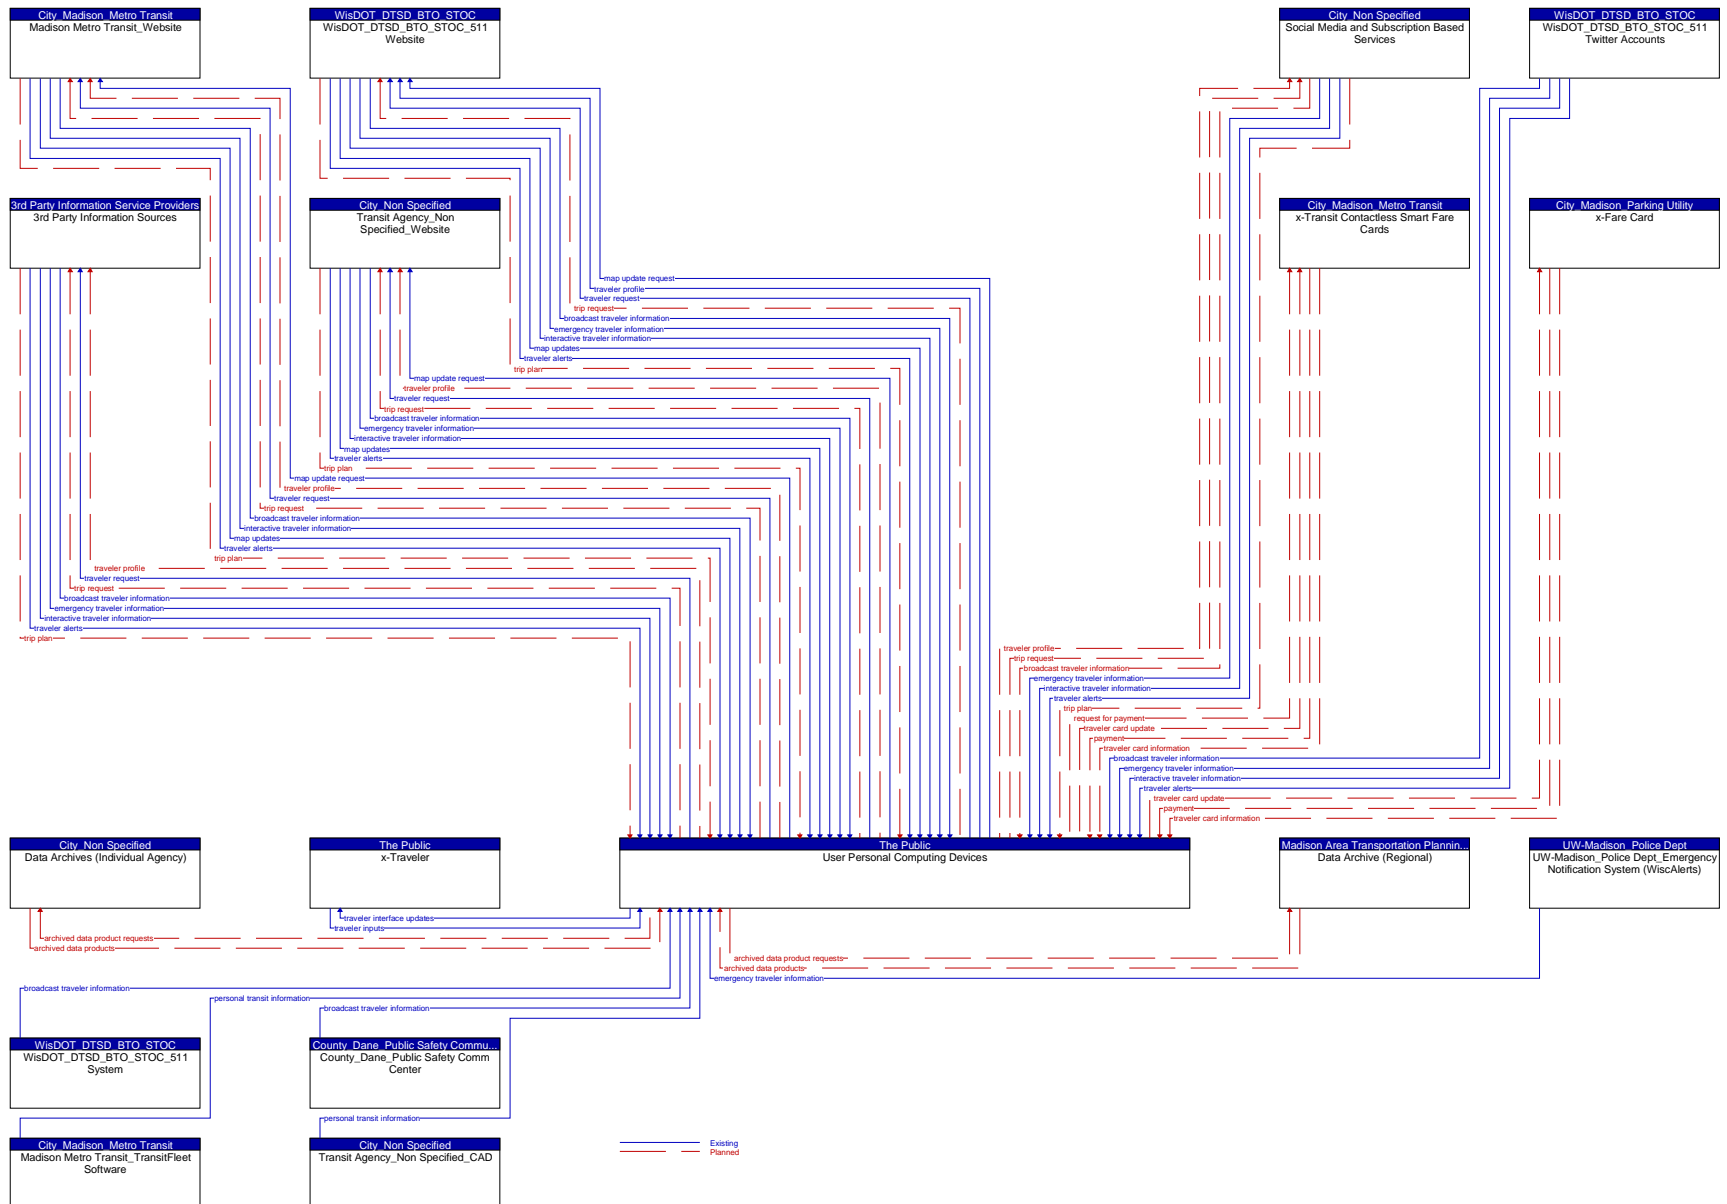 City_Madison_Metro Transit
Madison Metro Transit_Website
WisDOT_DTSD_BTO_STOC
WisDOT_DTSD_BTO_STOC_511
Website
City_Non Specified
Social Media and Subscription Based
Services
WisDOT_DTSD_BTO_STOC
WisDOT_DTSD_BTO_STOC_511
Twitter Accounts
3rd Party Information Service Providers
3rd Party Information Sources
City_Non Specified
Transit Agency_Non
Specified_Website
City_Madison_Metro Transit
x-Transit Contactless Smart Fare
Cards
City_Madison_Parking Utility
x-Fare Card
map update request
traveler profile
traveler request
trip request
broadcast traveler information
emergency traveler information
interactive traveler information
map updates
traveler alerts
trip plan
map update request
traveler profile
traveler request
trip request
broadcast traveler information
emergency traveler information
interactive traveler information
map updates
traveler alerts
trip plan
map update request
traveler profile
traveler request
trip request
broadcast traveler information
interactive traveler information
map updates
traveler alerts
trip plan
traveler profile
traveler request
trip request
broadcast traveler information
emergency traveler information
interactive traveler information
traveler alerts
trip plan
traveler profile
trip request
broadcast traveler information
emergency traveler information
interactive traveler information
traveler alerts
trip plan
request for payment
traveler card update
payment
traveler card information
broadcast traveler information
emergency traveler information
interactive traveler information
traveler alerts
traveler card update
payment
traveler card information
City_Non Specified
Data Archives (Individual Agency)
The Public
x-Traveler
The Public
User Personal Computing Devices
Madison Area Transportation Plannin...
Data Archive (Regional)
UW-Madison_Police Dept
UW-Madison_Police Dept_Emergency
Notification System (WiscAlerts)
traveler interface updates
traveler inputs
archived data product requests
archived data products
archived data product requests
archived data products
emergency traveler information
broadcast traveler information
personal transit information
broadcast traveler information
WisDOT_DTSD_BTO_STOC
WisDOT_DTSD_BTO_STOC_511
System
County_Dane_Public Safety Commu...
County_Dane_Public Safety Comm
Center
personal transit information
City_Madison_Metro Transit
Madison Metro Transit_TransitFleet
Software
City_Non Specified
Transit Agency_Non Specified_CAD
Existing
Planned